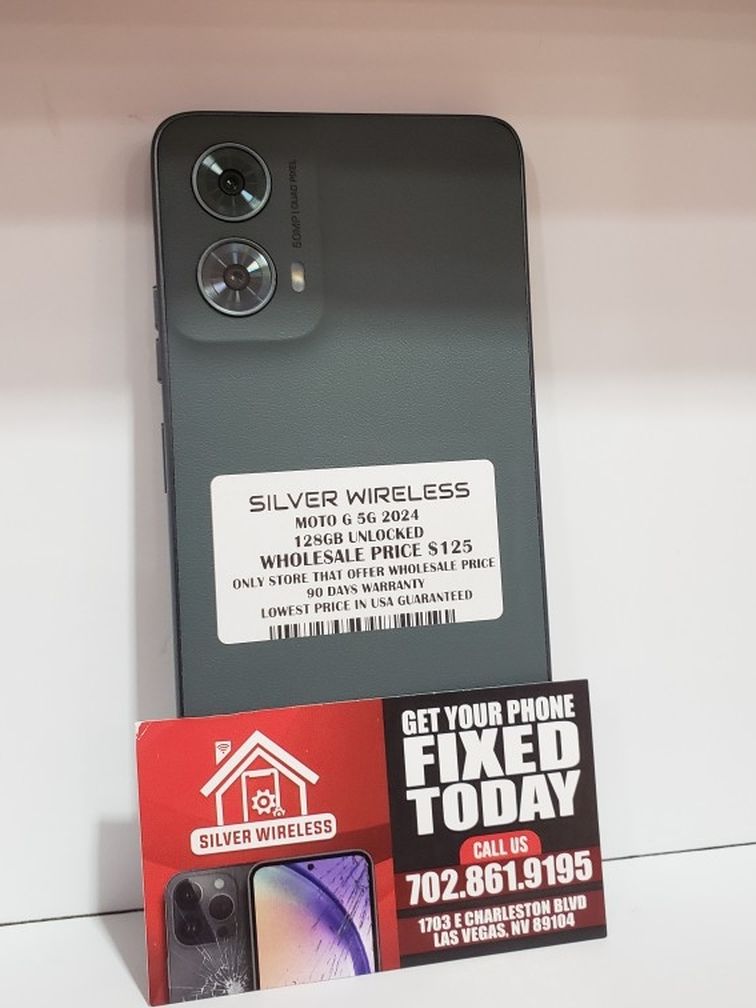 50MP | QUAD PIXEL
SILVER WIRELESS
MOTO G 5G 2024
128GB UNLOCKED
WHOLESALE PRICE $125
ONLY STORE THAT OFFER WHOLESALE PRICE
90 DAYS WARRANTY
LOWEST PRICE IN USA GUARANTEED
SILVER WIRELESS
GET YOUR PHONE
FIXED
TODAY
CALL US
702.861.9195
1703 E CHARLESTON BLVD
LAS VEGAS, NV 89104